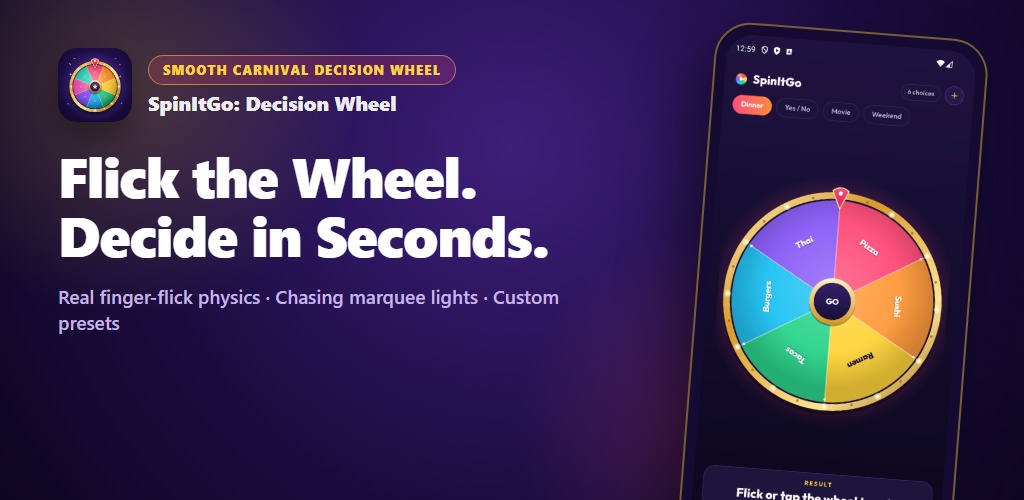 SMOOTH CARNIVAL DECISION WHEEL
SpinItGo: Decision Wheel
Flick the Wheel.
Decide in Seconds.
Real finger-flick physics · Chasing marquee lights · Custom
presets
12:59
SpinItGo
6 choices
+
Dinner
Yes / No
Movie
Weekend
Thai
Pizza
Burgers
GO
Sushi
Tacos
Ramen
RESULT
Flick or tap the wheel